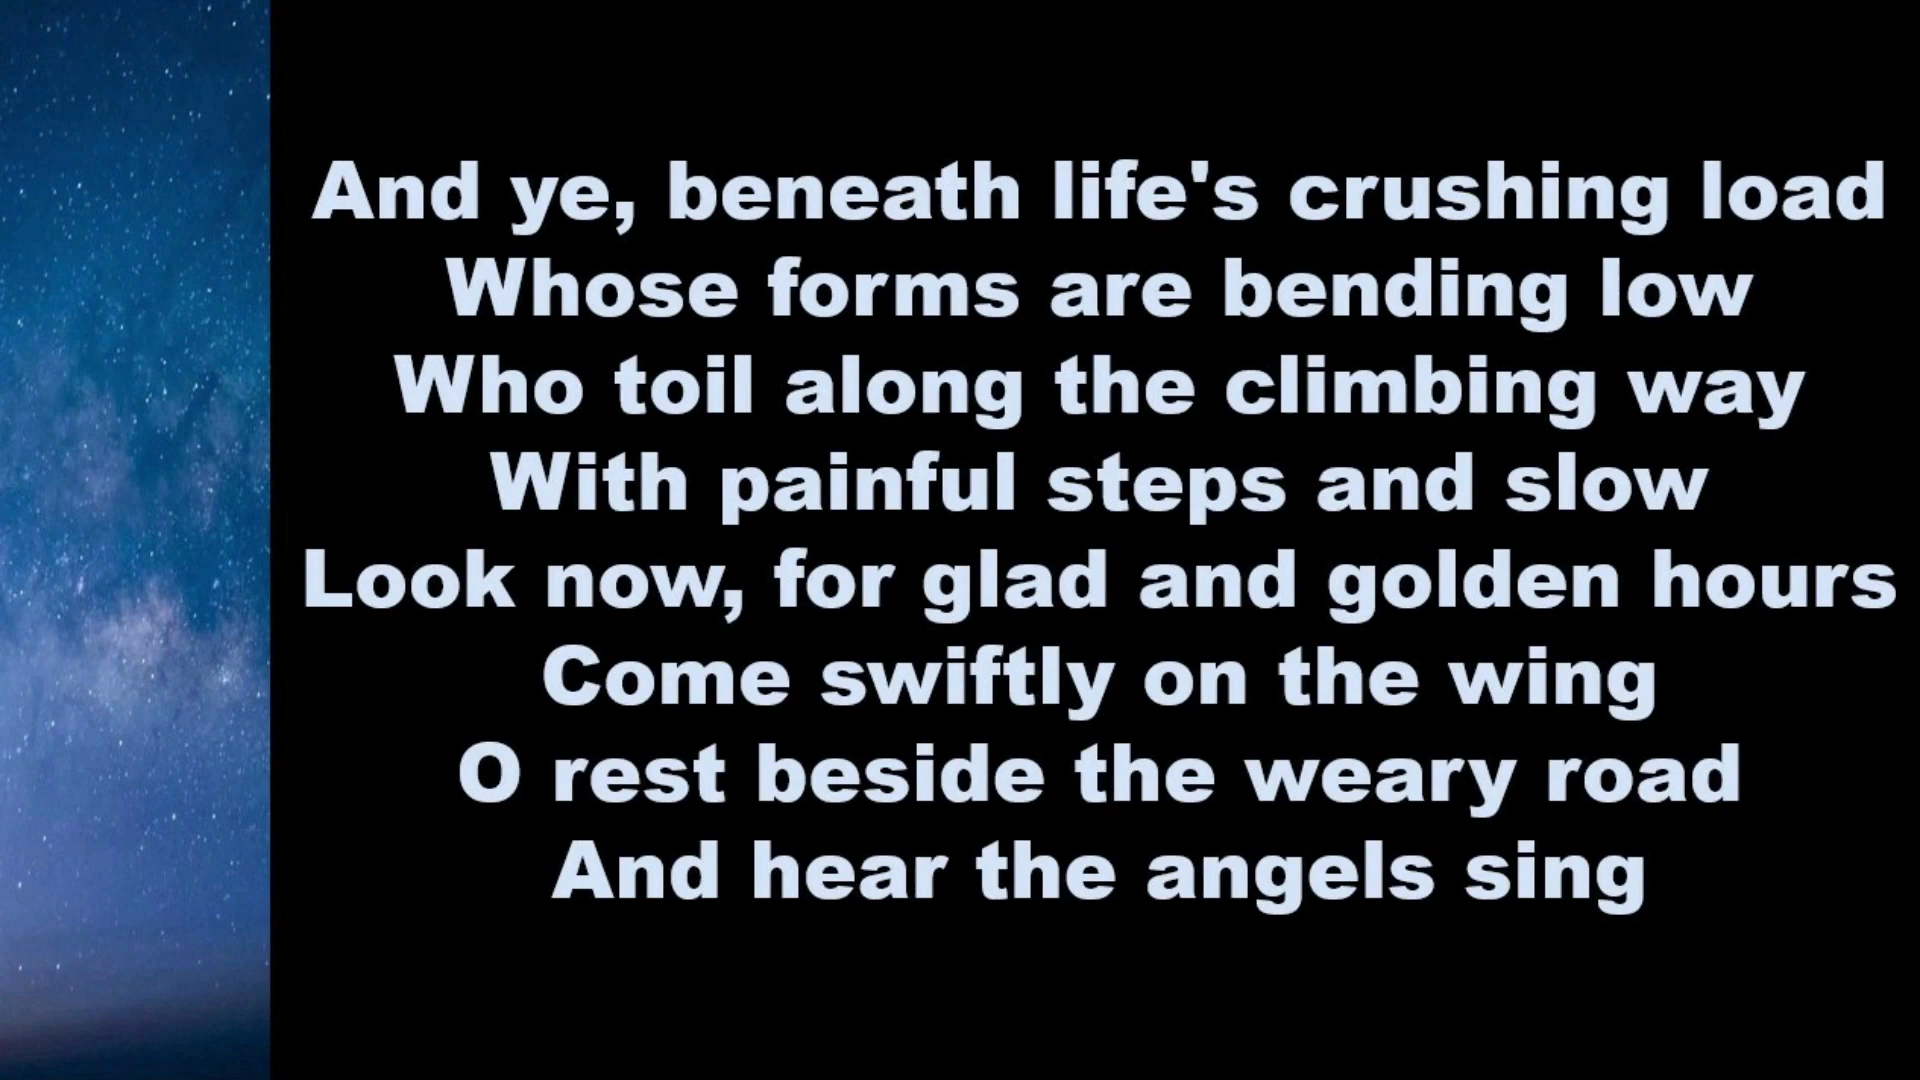 And ye, beneath life's crushing load
Whose forms are bending low
Who toil along the climbing way
With painful steps and slow
Look now, for glad and golden hours
Come swiftly on the wing
O rest beside the weary road
And hear the angels sing